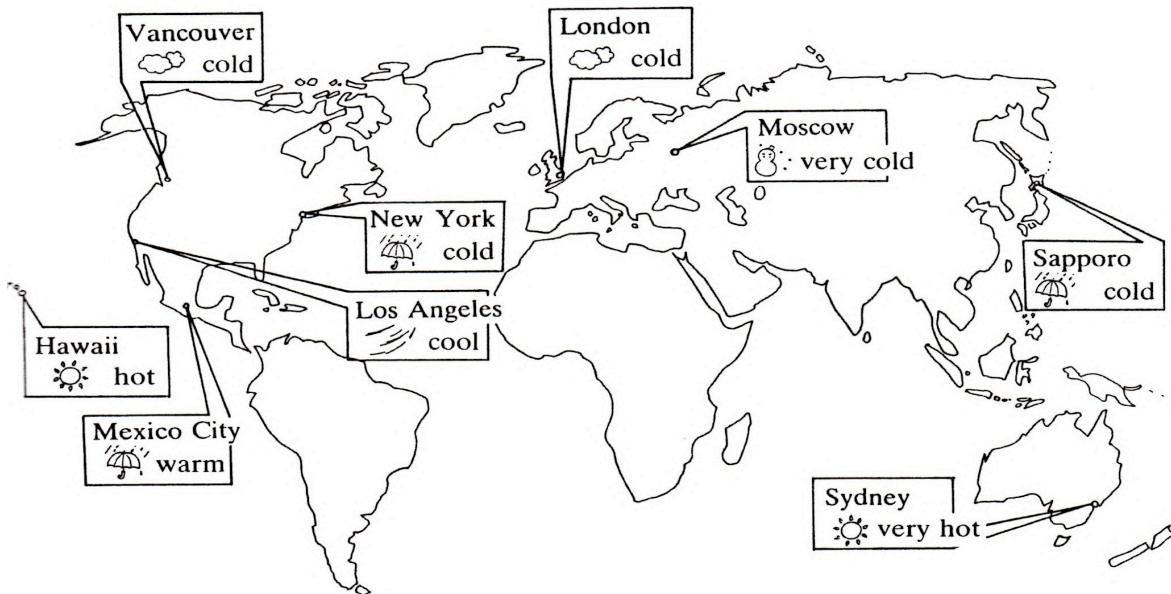 Vancouver
cold
London
cold
Moscow
very cold
New York
cold
Sapporo
cold
Los Angeles
cool
Hawaii
hot
Mexico City
warm
Sydney
very hot